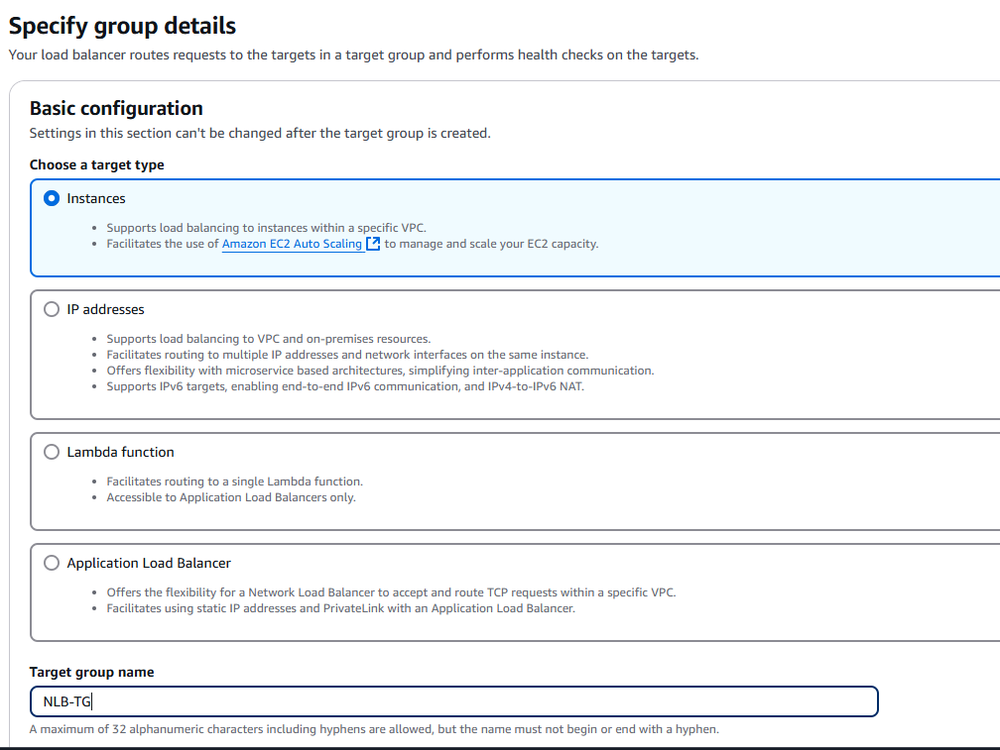 Specify group details
Your load balancer routes requests to the targets in a target group and performs health checks on the targets.
Basic configuration
Settings in this section can't be changed after the target group is created.
Choose a target type
Instances
Supports load balancing to instances within a specific VPC.
Facilitates the use of Amazon EC2 Auto Scaling to manage and scale your EC2 capacity.
IP addresses
Supports load balancing to VPC and on-premises resources.
Facilitates routing to multiple IP addresses and network interfaces on the same instance.
Offers flexibility with microservice based architectures, simplifying inter-application communication.
Supports IPv6 targets, enabling end-to-end IPv6 communication, and IPv4-to-IPv6 NAT.
Lambda function
Facilitates routing to a single Lambda function.
Accessible to Application Load Balancers only.
Application Load Balancer
Offers the flexibility for a Network Load Balancer to accept and route TCP requests within a specific VPC.
Facilitates using static IP addresses and PrivateLink with an Application Load Balancer.
Target group name
NLB-TG
A maximum of 32 alphanumeric characters including hyphens are allowed, but the name must not begin or end with a hyphen.